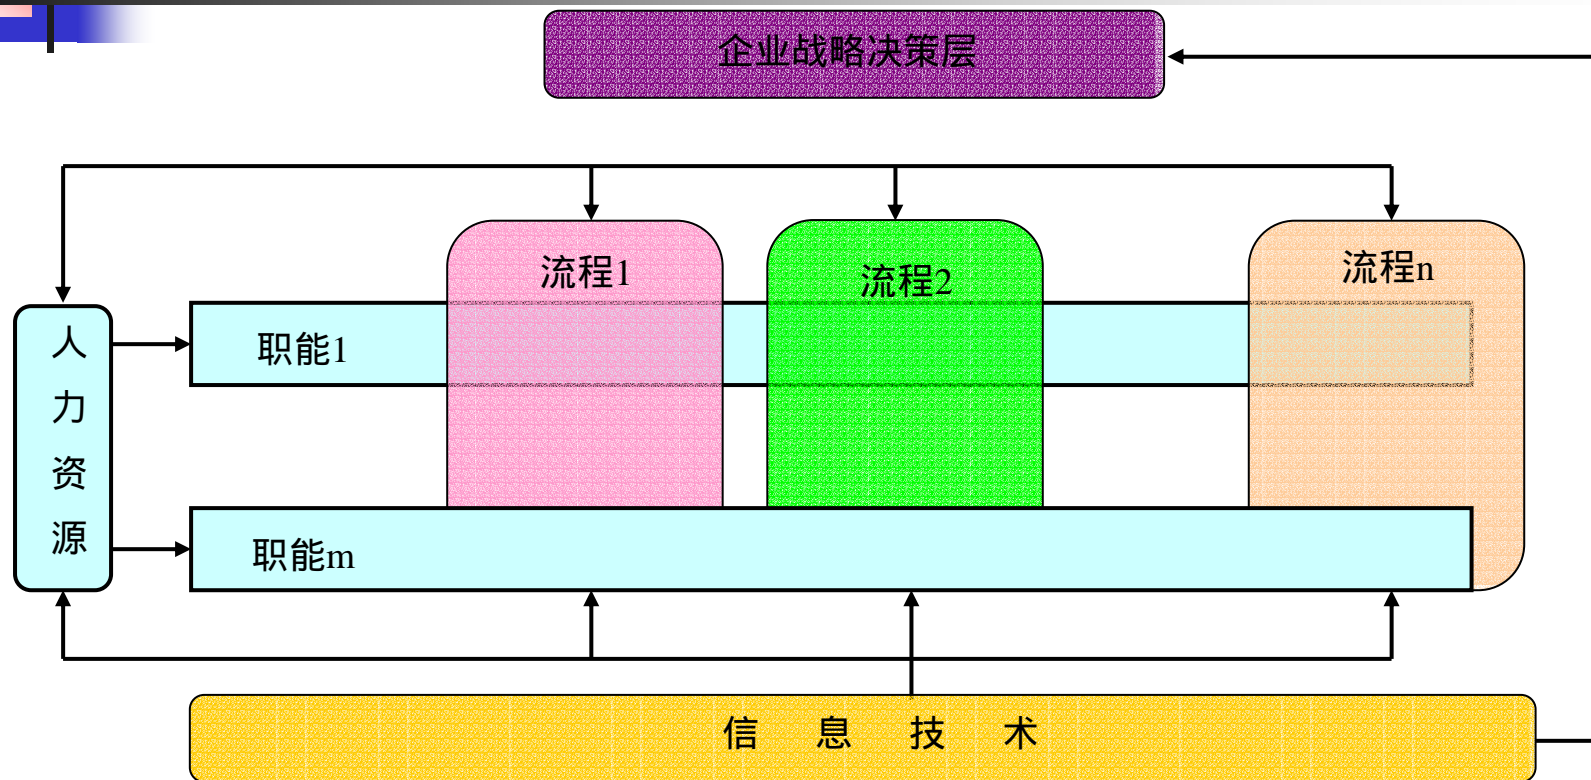 企业战略决策层
流程1
流程2
流程n
职能1
人力资源
职能m
信息技术